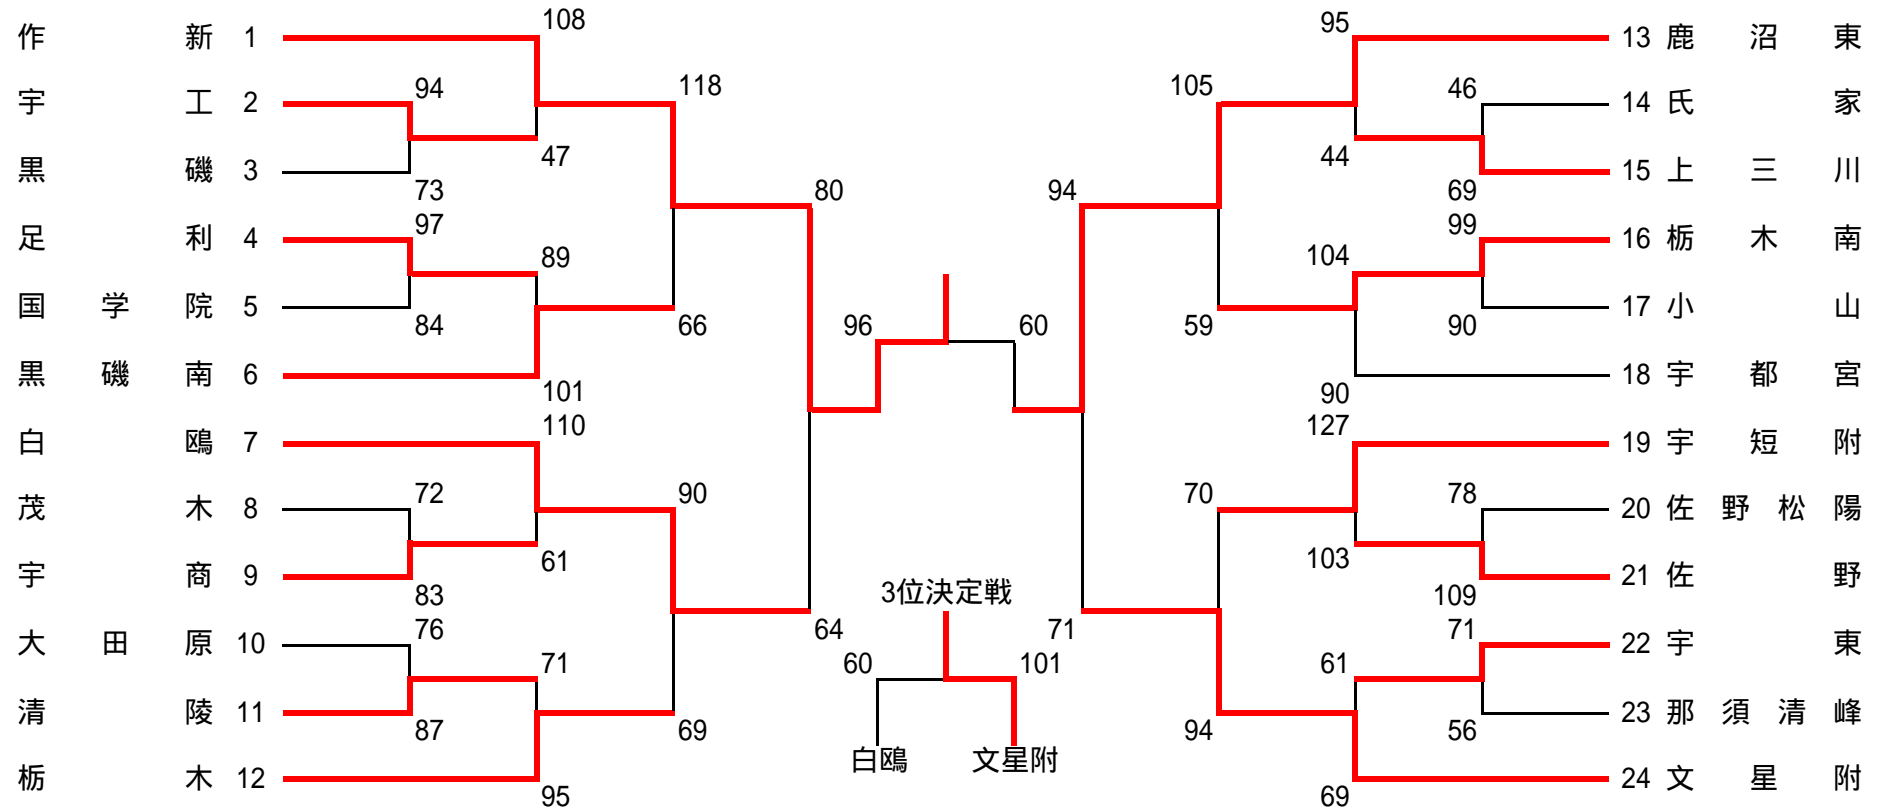 108
95
作新 1
13 鹿沼東
94
118
105
46
宇工 2
14 氏家
47
44
黒磯 3
15 上三川
73
80
94
69
97
99
足利 4
16 栃木南
89
104
国学院 5
17 小山
84
66
96
60
59
90
黒磯南 6
18 宇都宮
101
90
110
127
白鴎 7
19 宇短附
72
90
70
78
茂木 8
20 佐野松陽
61
103
宇商 9
21 佐野
83
3位決定戦
109
76
64
71
71
大田原 10
22 宇東
71
60
101
61
清陵 11
23 那須清峰
87
69
94
56
白鴎
文星附
栃木 12
24 文星附
95
69